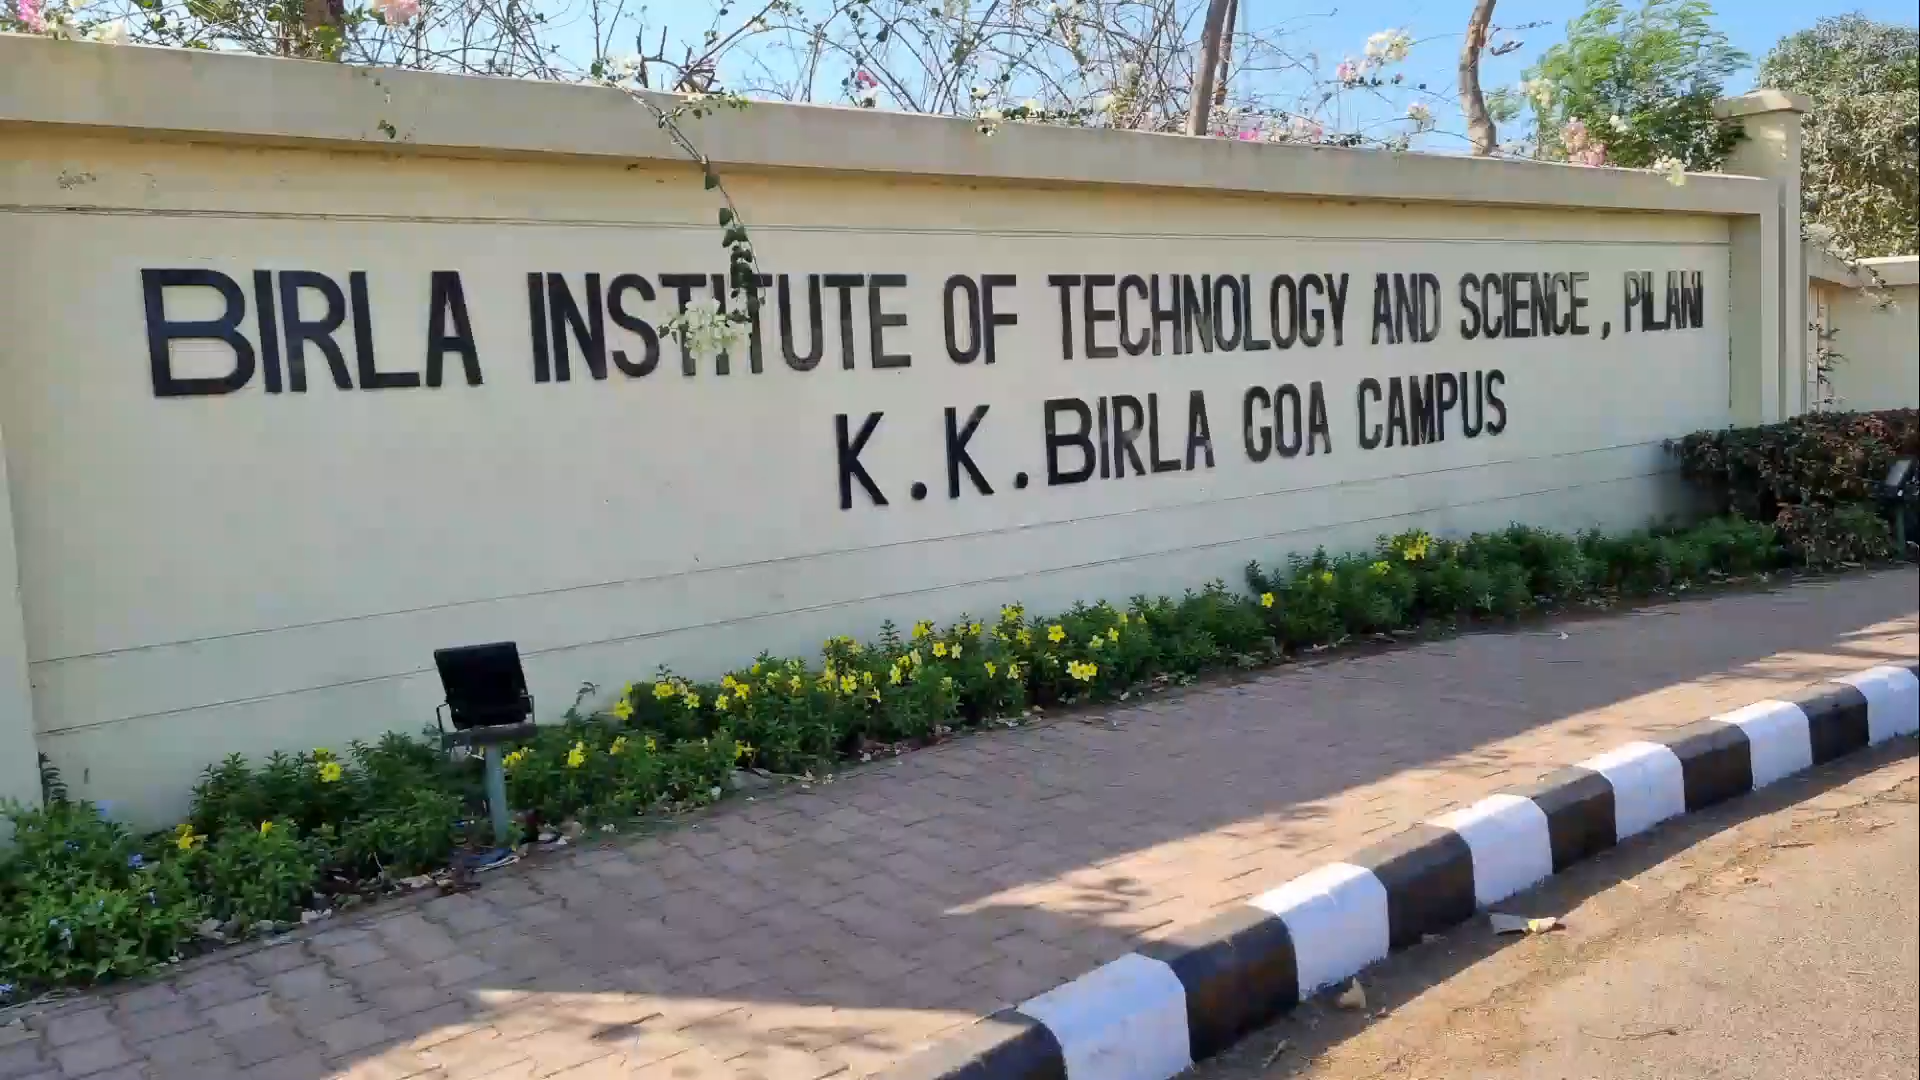 BIRLA INSTITUTE OF TECHNOLOGY AND SCIENCE, PILANI
K.K.BIRLA GOA CAMPUS